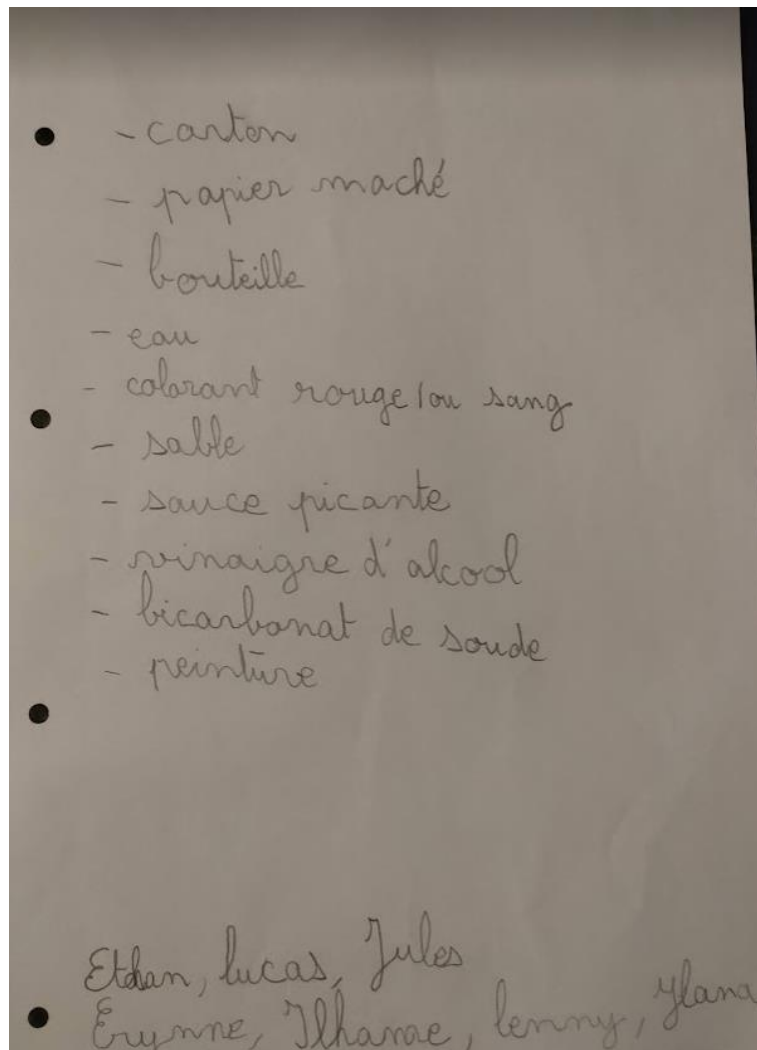 - carton
- papier maché
- bouteille
- eau
- colorant rouge/ou sang
- sable
- sauce picante
- vinaigre d'alcool
- bicarbonat de soude
- peinture
Ethan, lucas, Jules
Erynne, Ilhame, lenny, Ylana